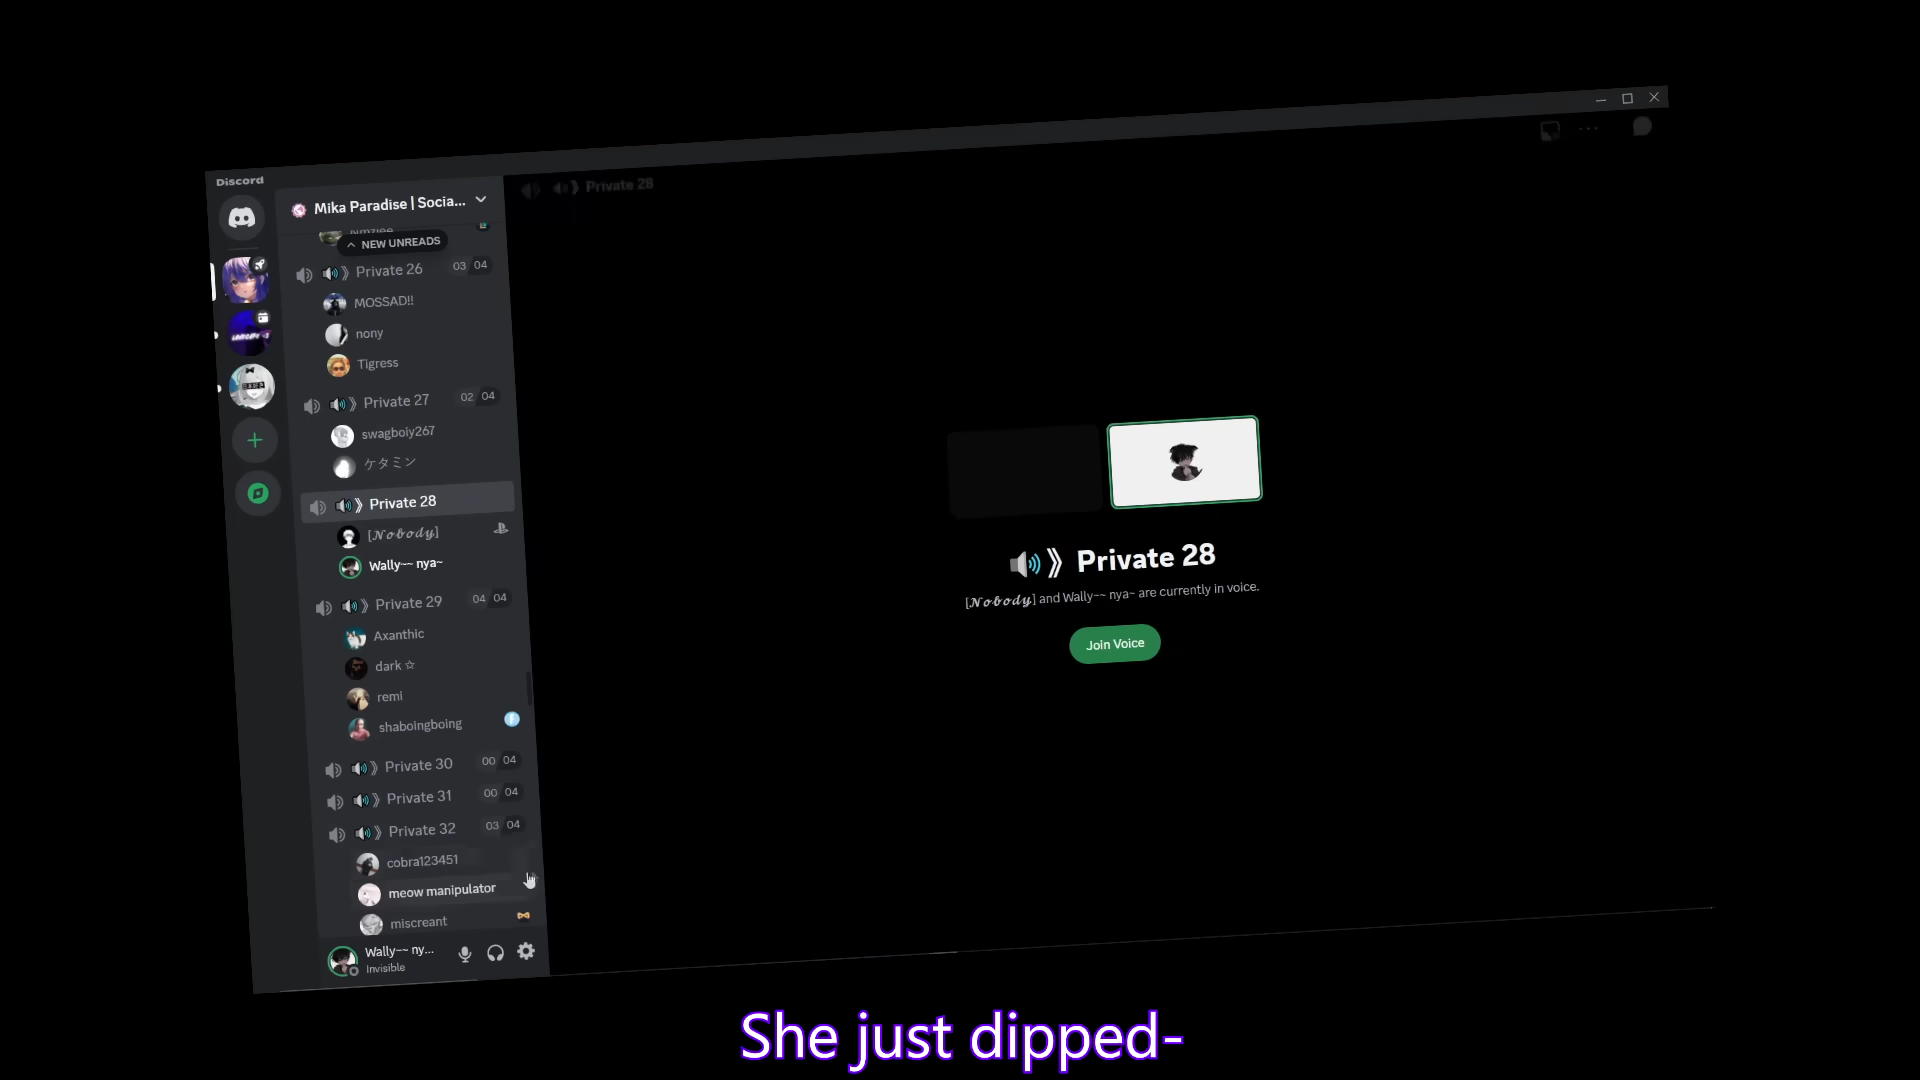 Discord
Mika Paradise | Socia...
Nmziee
NEW UNREADS
Private 26 03 04
MOSSAD!!
nony
Tigress
Private 27 02 04
swagboiy267
ケタミン
Private 28
[𝓝𝓸𝓫𝓸𝓭𝔂]
Wally~~ nya~
Private 29 04 04
Axanthic
dark ☆
remi
shaboingboing
Private 30 00 04
Private 31 00 04
Private 32 03 04
cobra123451
meow manipulator
miscreant
Wally~~ ny...
Invisible
Private 28
Private 28
[𝓝𝓸𝓫𝓸𝓭𝔂] and Wally~~ nya~ are currently in voice.
Join Voice
She just dipped-